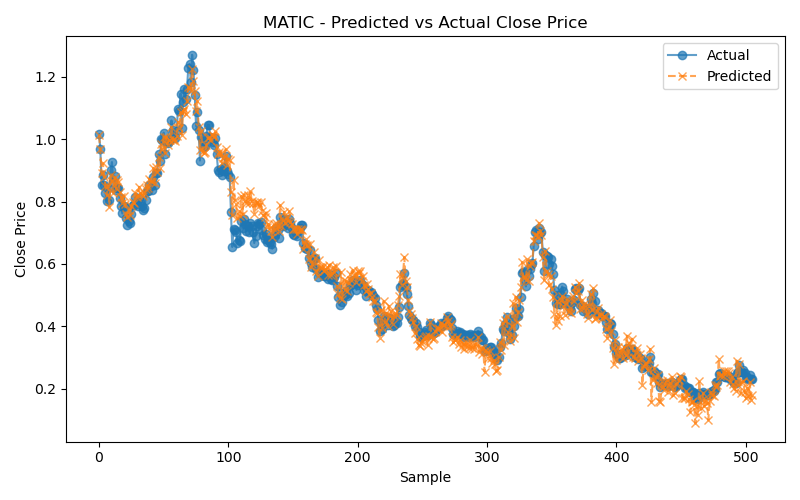 MATIC - Predicted vs Actual Close Price
Actual
Predicted
Close Price
1.2
1.0
0.8
0.6
0.4
0.2
0
100
200
300
400
500
Sample